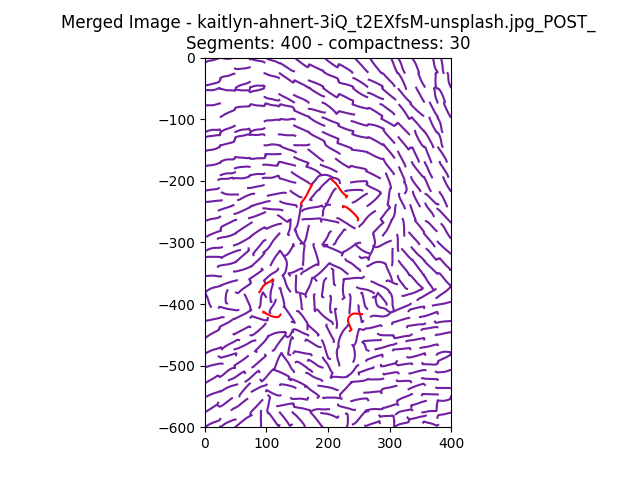 Merged Image - kaitlyn-ahnert-3iQ_t2EXfsM-unsplash.jpg_POST_
Segments: 400 - compactness: 30
0
−100
−200
−300
−400
−500
−600
0 100 200 300 400